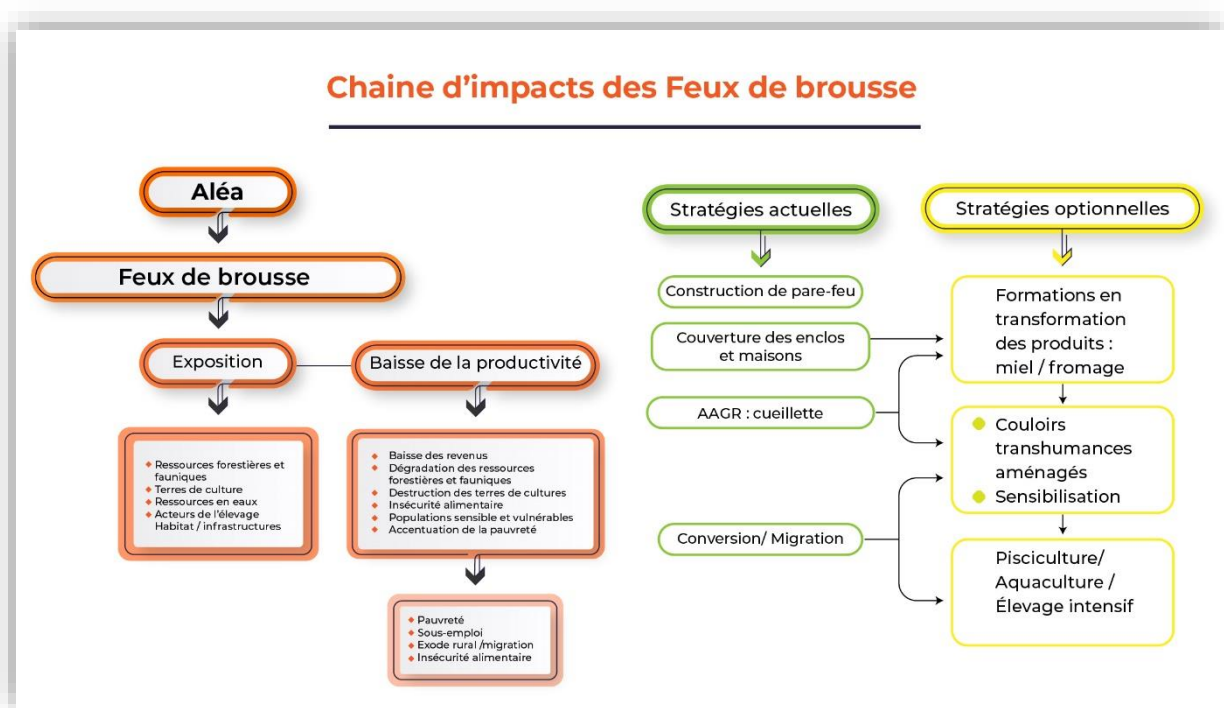 Chaine d’impacts des Feux de brousse
Aléa
Feux de brousse
Exposition
Baisse de la productivité
Ressources forestières et
fauniques
Terres de culture
Ressources en eaux
Acteurs de l’élevage
Habitat / infrastructures
Baisse des revenus
Dégradation des ressources
forestières et fauniques
Destruction des terres de cultures
Insécurité alimentaire
Populations sensible et vulnérables
Accentuation de la pauvreté
Pauvreté
Sous-emploi
Exode rural /migration
Insécurité alimentaire
Stratégies actuelles
Construction de pare-feu
Couverture des enclos
et maisons
AAGR : cueillette
Conversion/ Migration
Stratégies optionnelles
Formations en
transformation
des produits :
miel / fromage
Couloirs
transhumances
aménagés
Sensibilisation
Pisciculture/
Aquaculture /
Élevage intensif